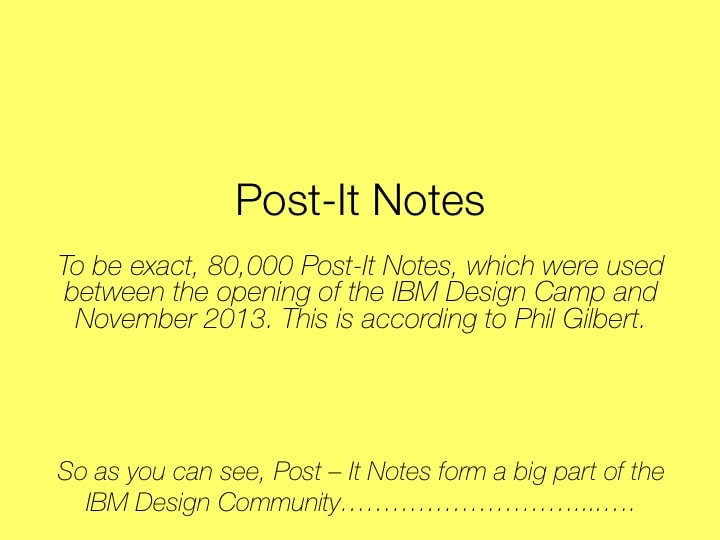 Post-It Notes
To be exact, 80,000 Post-It Notes, which were used
between the opening of the IBM Design Camp and
November 2013. This is according to Phil Gilbert.
So as you can see, Post – It Notes form a big part of the
IBM Design Community………………………...….